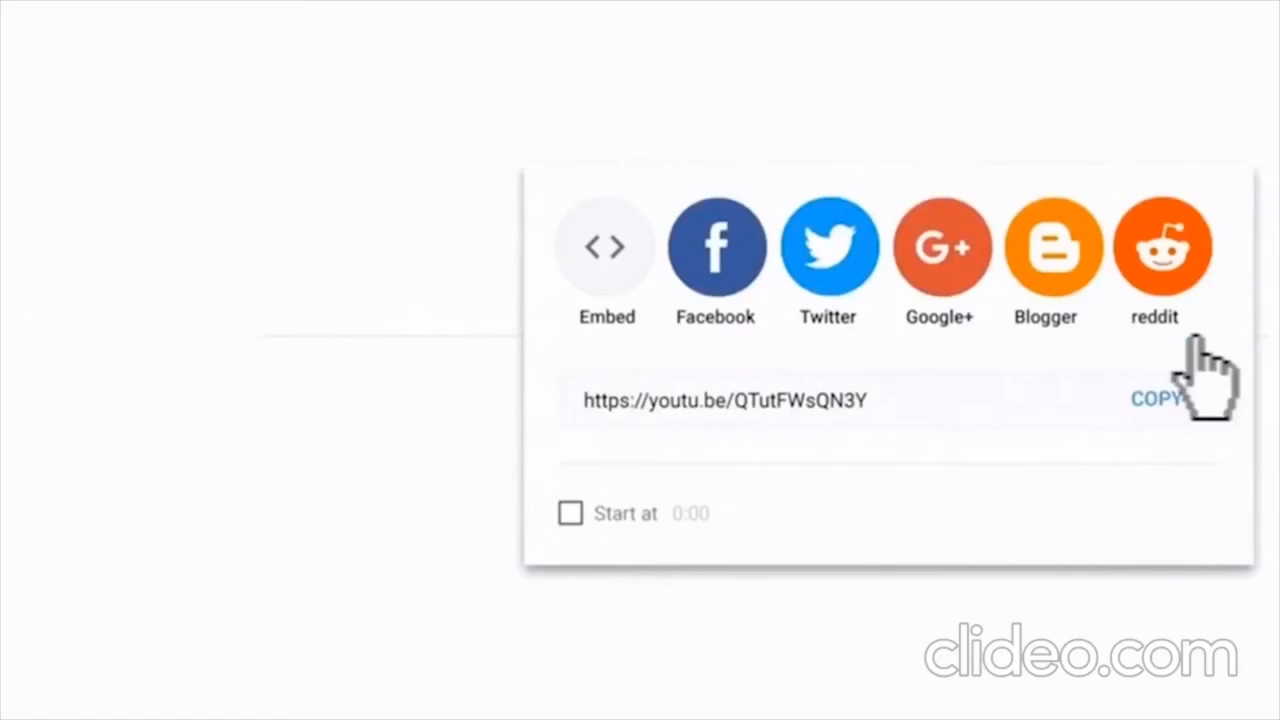 Embed Facebook Twitter Google+ Blogger reddit
https://youtu.be/QTutFWsQN3Y COPY
Start at 0:00
clideo.com